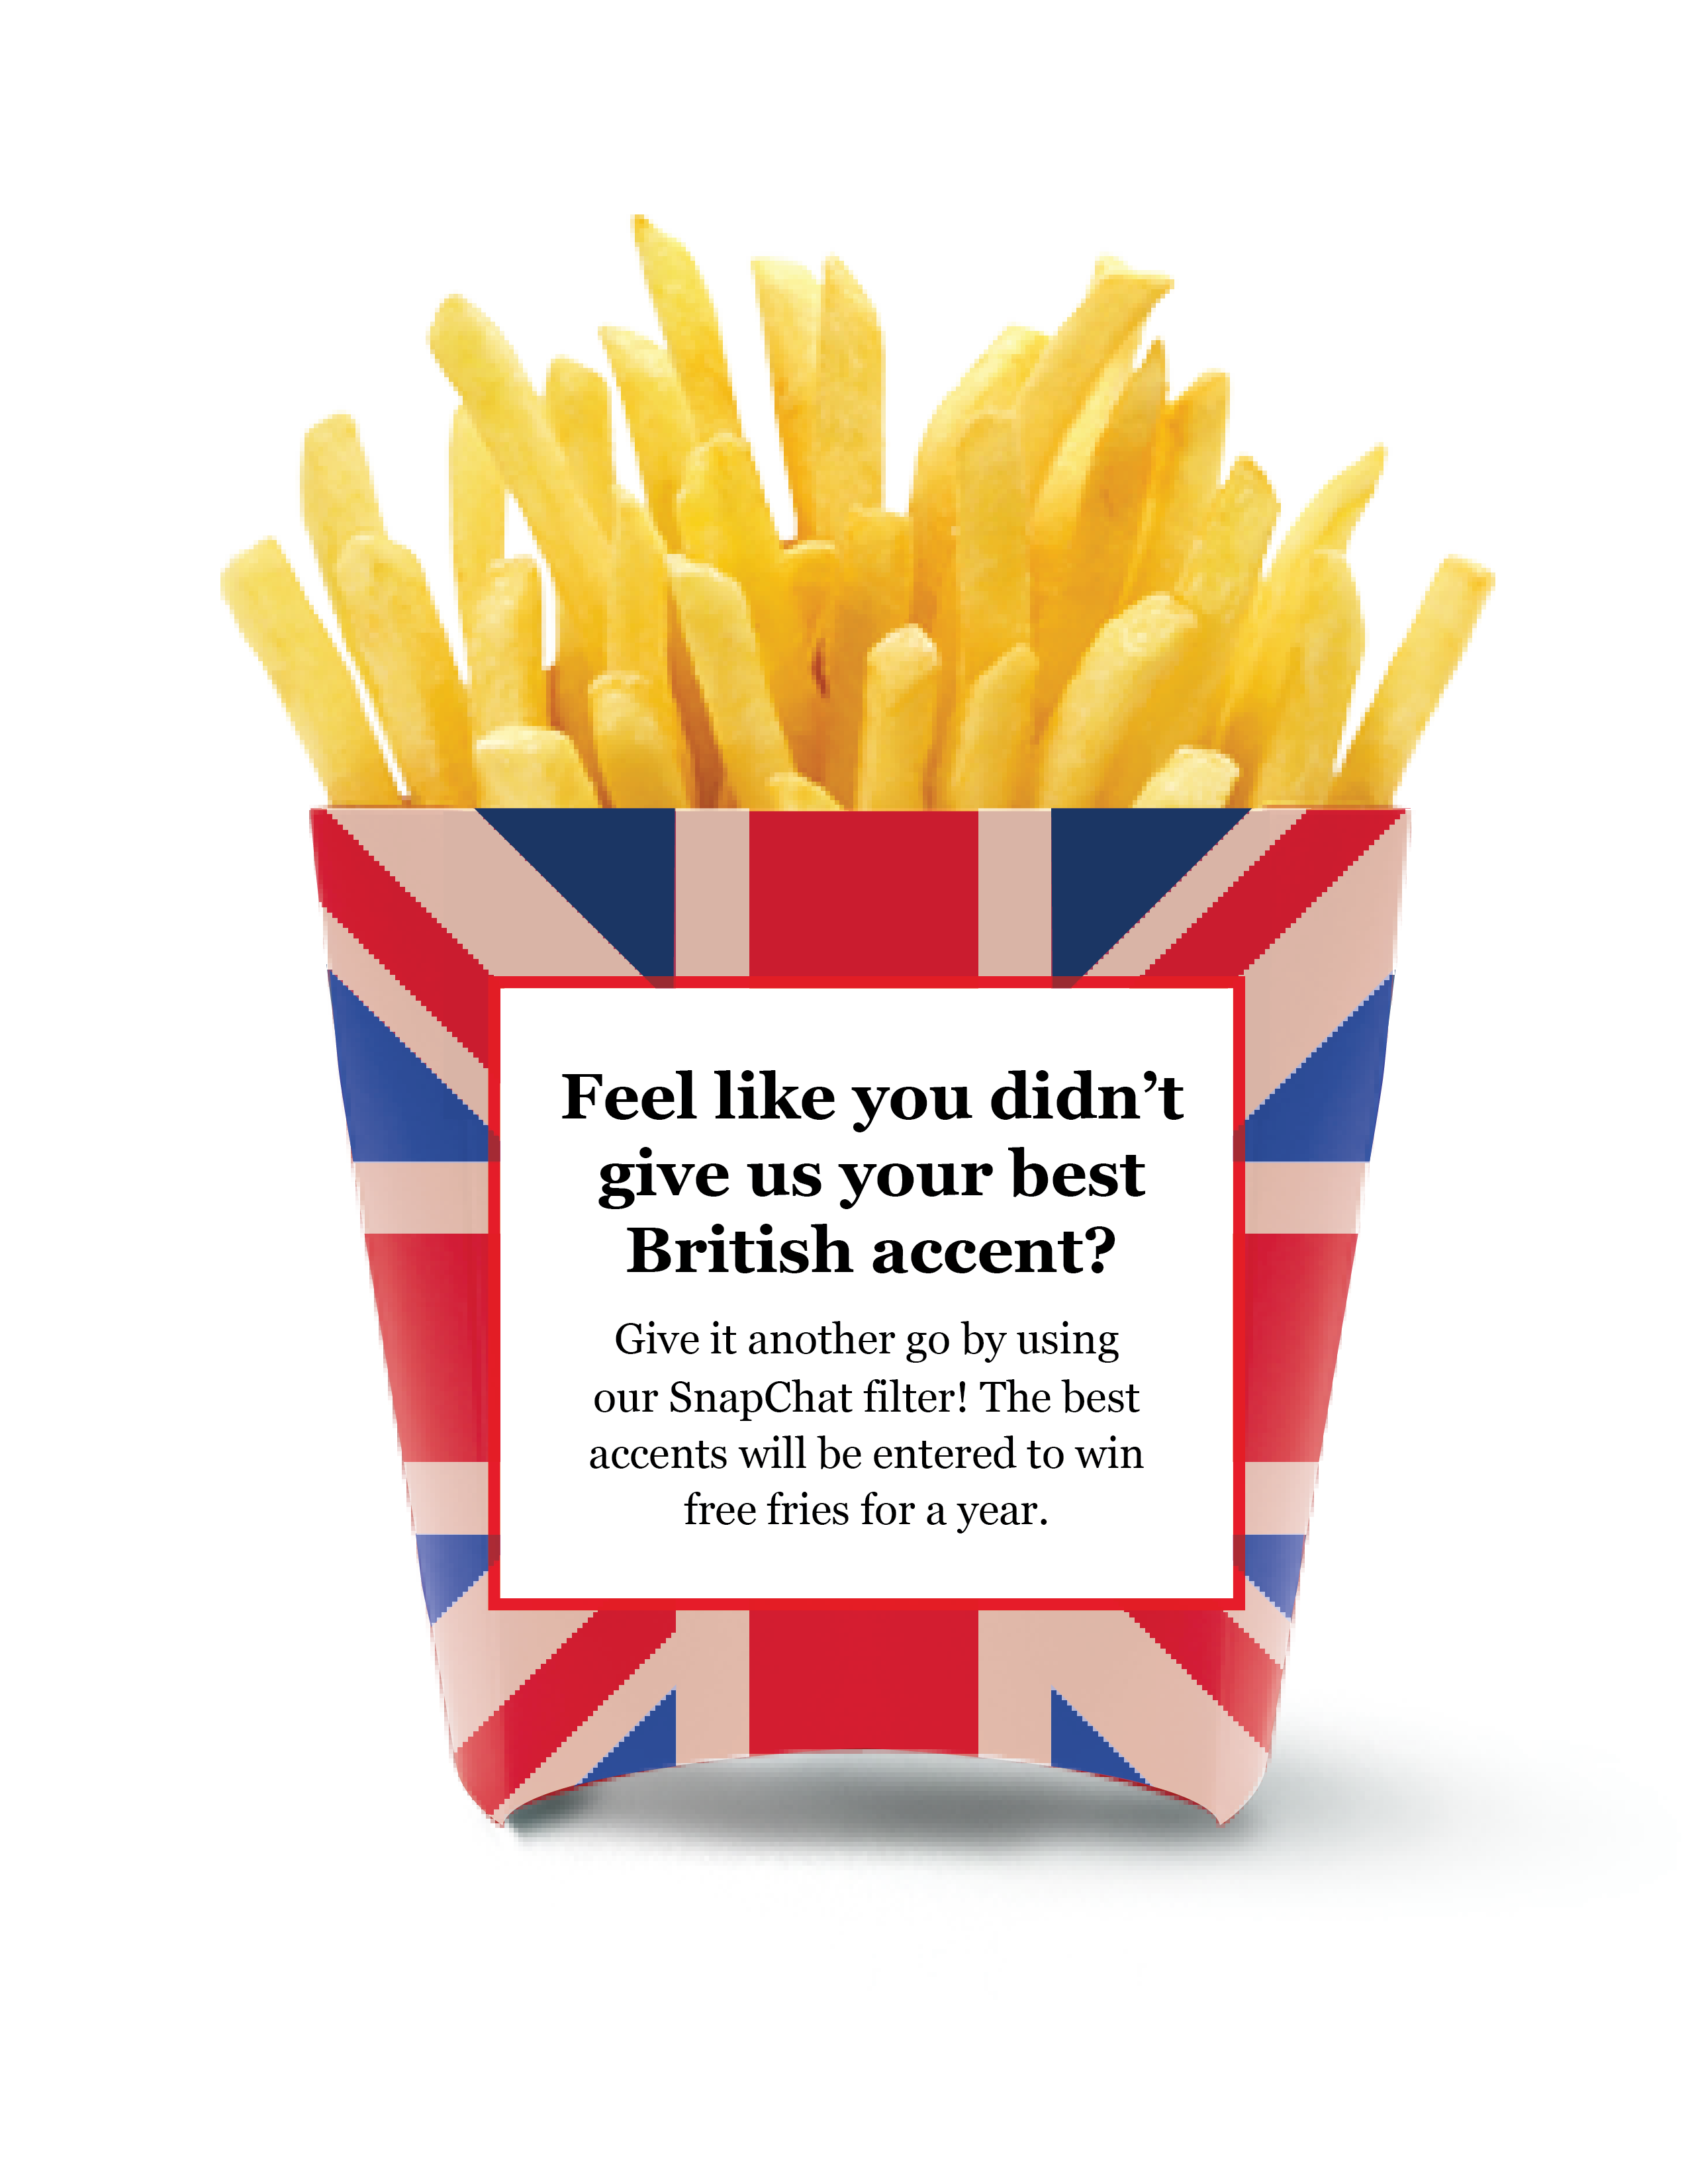 Feel like you didn’t
give us your best
British accent?
Give it another go by using
our SnapChat filter! The best
accents will be entered to win
free fries for a year.